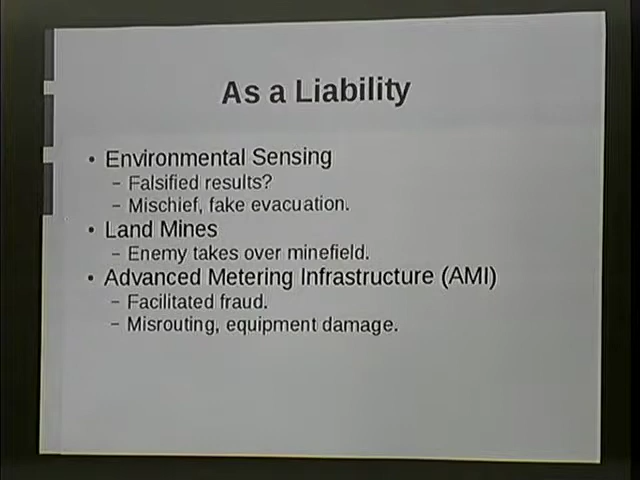 As a Liability
• Environmental Sensing
– Falsified results?
– Mischief, fake evacuation.
• Land Mines
– Enemy takes over minefield.
• Advanced Metering Infrastructure (AMI)
– Facilitated fraud.
– Misrouting, equipment damage.